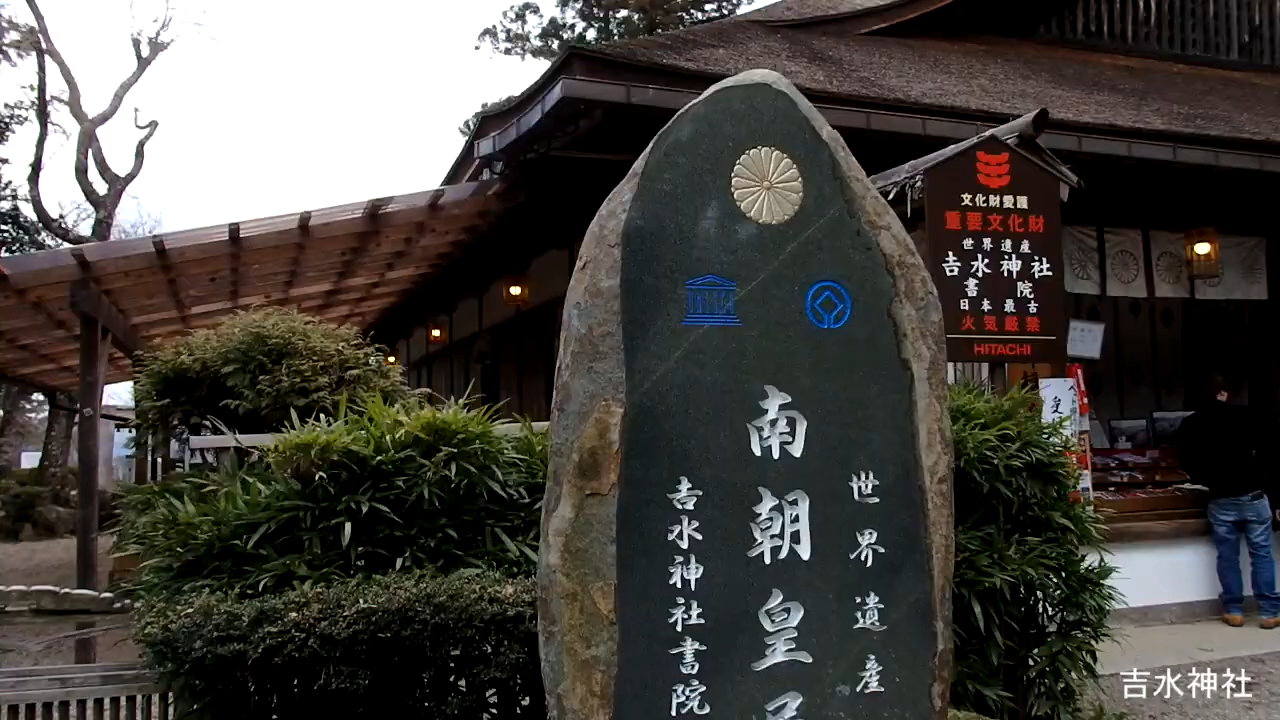 世界遺産
南朝皇
吉水神社書院
文化財愛護
重要文化財
世界遺産
吉水神社
書院
日本最古
火気厳禁
HITACHI
吉水神社